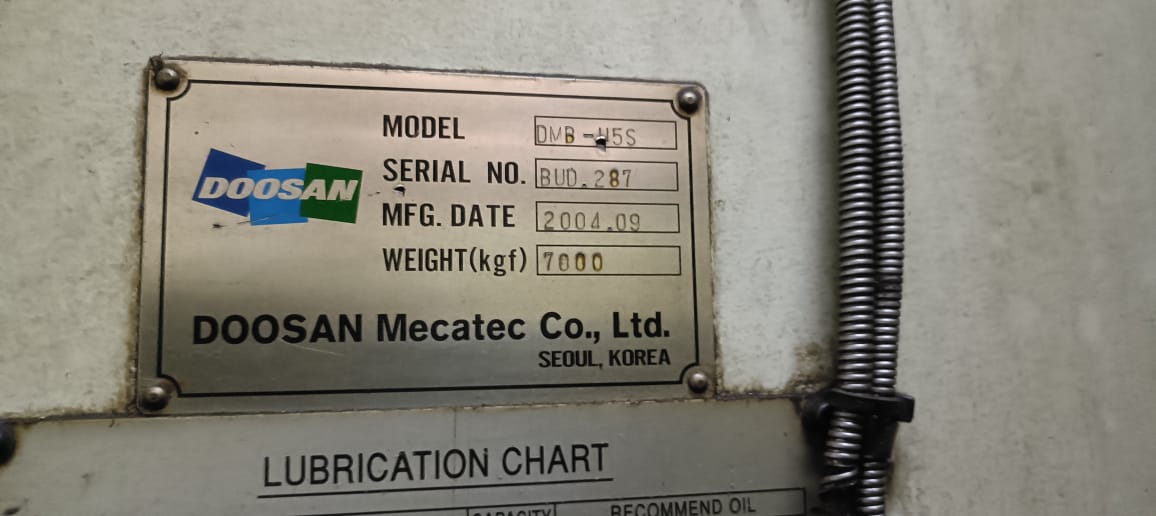 DOOSAN
MODEL DMB-
SERIAL NO. BUD.287
MFG. DATE 2004.09
WEIGHT(kgf) 7000
DOOSAN Mecatec Co., Ltd.
SEOUL, KOREA
LUBRICATION CHART
CAPACITY RECOMMEND OIL